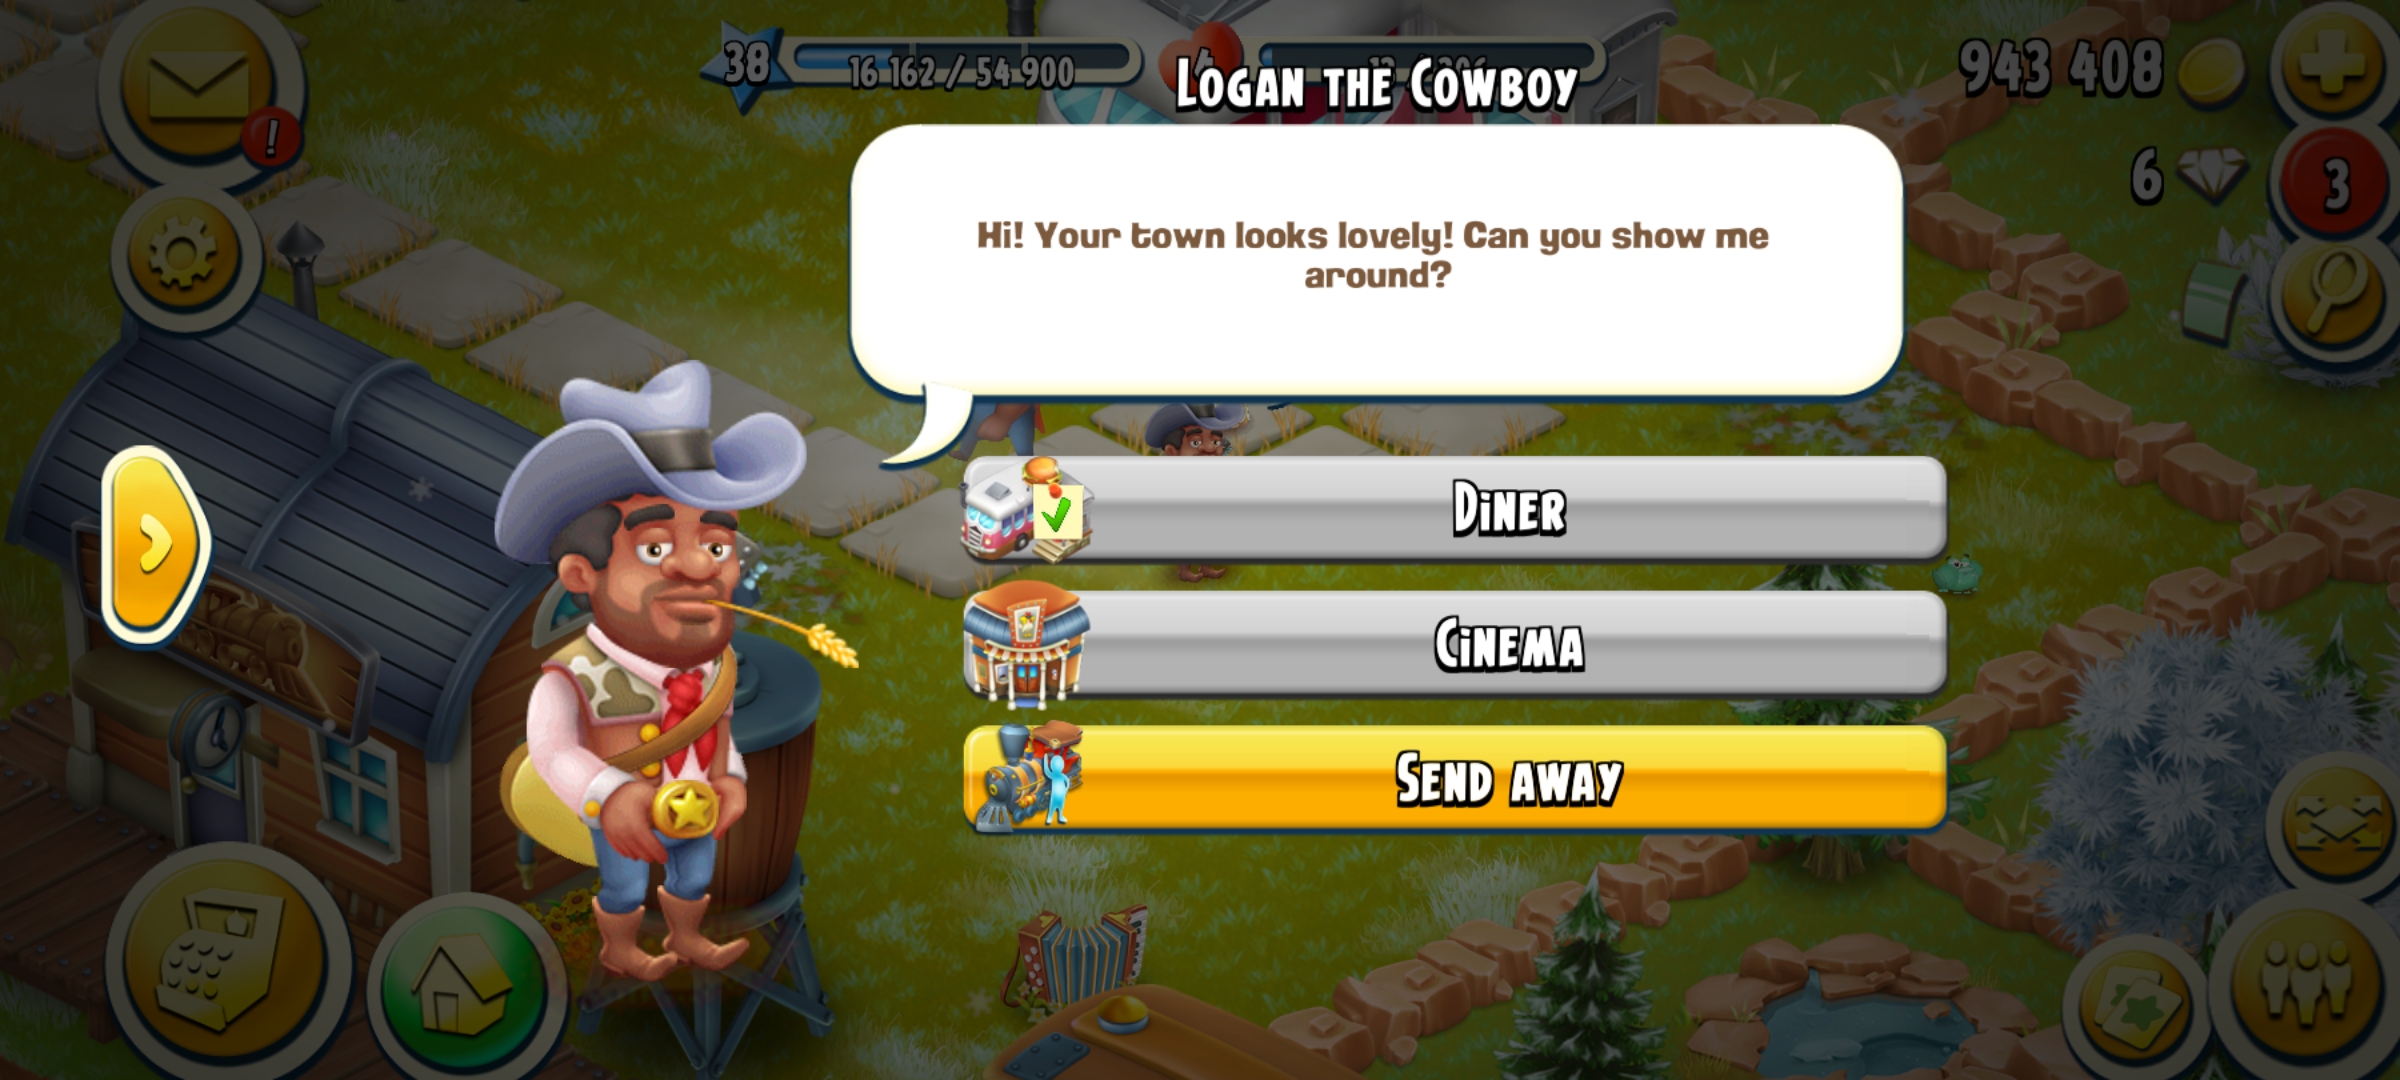 38
16 162 / 54 900
4
LOGAN THE COWBOY
943 408
6
3
!
Hi! Your town looks lovely! Can you show me
around?
DINER
CINEMA
SEND AWAY